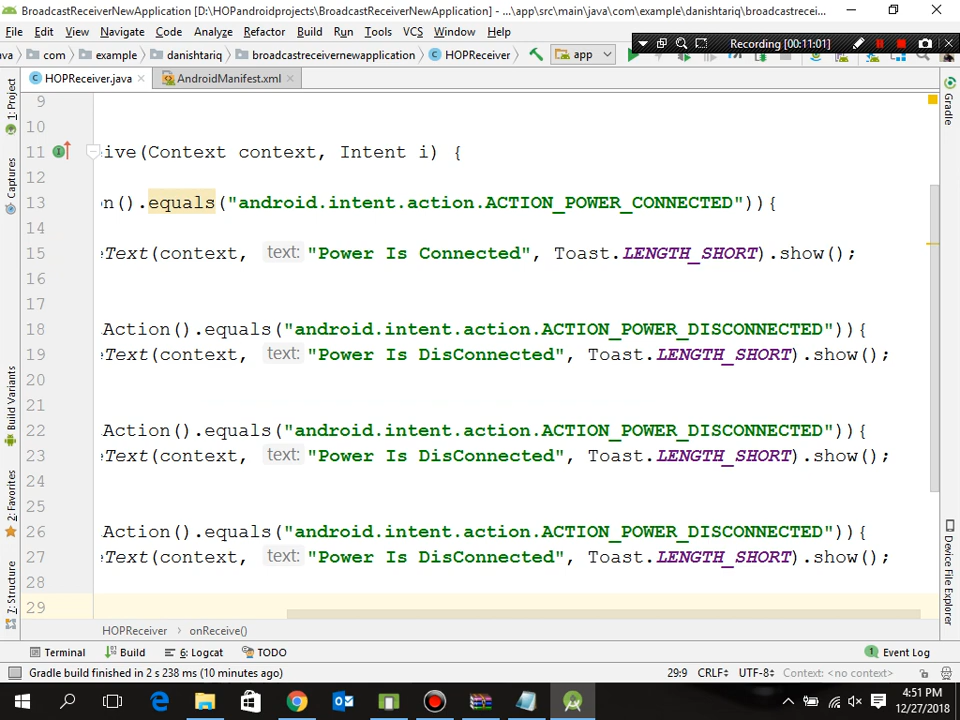 BroadcastReceiverNewApplication [D:\HOPandroidprojects\BroadcastReceiverNewApplication] - ...\app\src\main\java\com\example\danishtariq\broadcastrecei...
File Edit View Navigate Code Analyze Refactor Build Run Tools VCS Window Help
Recording [00:11:01]
va com example danishtariq broadcastreceivernewapplication HOPReceiver app
HOPReceiver.java AndroidManifest.xml
1: Project
Captures
Build Variants
2: Favorites
7: Structure
9
10
11 ive(Context context, Intent i) {
12
13 n().equals("android.intent.action.ACTION_POWER_CONNECTED")){
14
15 eText(context, text: "Power Is Connected", Toast.LENGTH_SHORT).show();
16
17
18 Action().equals("android.intent.action.ACTION_POWER_DISCONNECTED")){
19 eText(context, text: "Power Is DisConnected", Toast.LENGTH_SHORT).show();
20
21
22 Action().equals("android.intent.action.ACTION_POWER_DISCONNECTED")){
23 eText(context, text: "Power Is DisConnected", Toast.LENGTH_SHORT).show();
24
25
26 Action().equals("android.intent.action.ACTION_POWER_DISCONNECTED")){
27 eText(context, text: "Power Is DisConnected", Toast.LENGTH_SHORT).show();
28
29
Gradle
Device File Explorer
HOPReceiver onReceive()
Terminal Build 6: Logcat TODO Event Log
Gradle build finished in 2 s 238 ms (10 minutes ago) 29:9 CRLF UTF-8 Context: <no context>
4:51 PM
12/27/2018